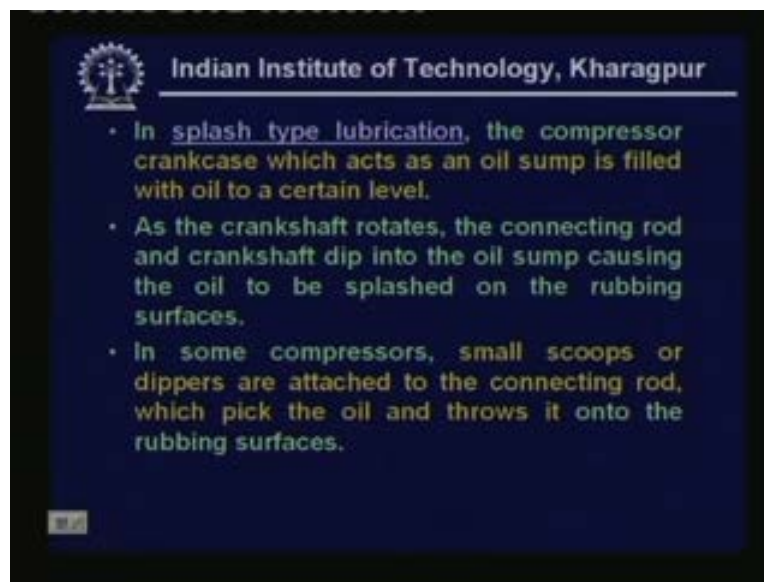 Indian Institute of Technology, Kharagpur
• In splash type lubrication, the compressor
crankcase which acts as an oil sump is filled
with oil to a certain level.
• As the crankshaft rotates, the connecting rod
and crankshaft dip into the oil sump causing
the oil to be splashed on the rubbing
surfaces.
• In some compressors, small scoops or
dippers are attached to the connecting rod,
which pick the oil and throws it onto the
rubbing surfaces.